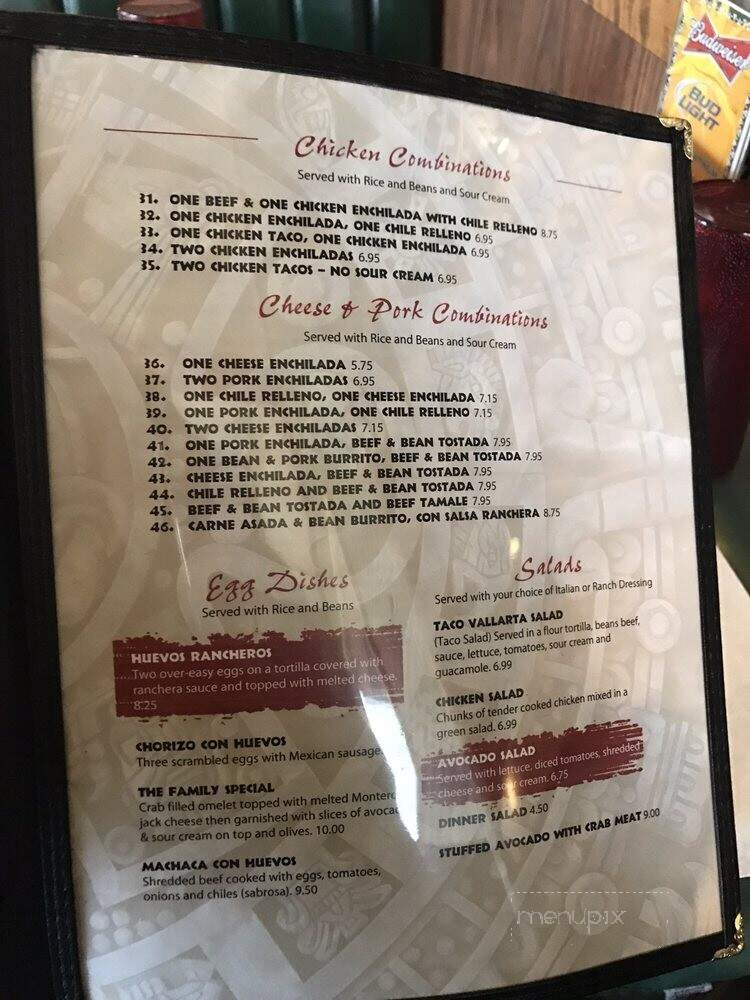 Budweiser
BUD
LIGHT
Chicken Combinations
Served with Rice and Beans and Sour Cream
31. ONE BEEF & ONE CHICKEN ENCHILADA WITH CHILE RELLENO 8.75
32. ONE CHICKEN ENCHILADA, ONE CHILE RELLENO 6.95
33. ONE CHICKEN TACO, ONE CHICKEN ENCHILADA 6.95
34. TWO CHICKEN ENCHILADAS 6.95
35. TWO CHICKEN TACOS – NO SOUR CREAM 6.95
Cheese & Pork Combinations
Served with Rice and Beans and Sour Cream
36. ONE CHEESE ENCHILADA 5.75
37. TWO PORK ENCHILADAS 6.95
38. ONE CHILE RELLENO, ONE CHEESE ENCHILADA 7.15
39. ONE PORK ENCHILADA, ONE CHILE RELLENO 7.15
40. TWO CHEESE ENCHILADAS 7.15
41. ONE PORK ENCHILADA, BEEF & BEAN TOSTADA 7.95
42. ONE BEAN & PORK BURRITO, BEEF & BEAN TOSTADA 7.95
43. CHEESE ENCHILADA, BEEF & BEAN TOSTADA 7.95
44. CHILE RELLENO AND BEEF & BEAN TOSTADA 7.95
45. BEEF & BEAN TOSTADA AND BEEF TAMALE 7.95
46. CARNE ASADA & BEAN BURRITO, CON SALSA RANCHERA 8.75
Egg Dishes
Served with Rice and Beans
HUEVOS RANCHEROS
Two over-easy eggs on a tortilla covered with
ranchera sauce and topped with melted cheese.
8.25
CHORIZO CON HUEVOS
Three scrambled eggs with Mexican sausage.
THE FAMILY SPECIAL
Crab filled omelet topped with melted Monterey
jack cheese then garnished with slices of avocado
& sour cream on top and olives. 10.00
MACHACA CON HUEVOS
Shredded beef cooked with eggs, tomatoes,
onions and chiles (sabrosa). 9.50
Salads
Served with your choice of Italian or Ranch Dressing
TACO VALLARTA SALAD
(Taco Salad) Served in a flour tortilla, beans beef,
sauce, lettuce, tomatoes, sour cream and
guacamole. 6.99
CHICKEN SALAD
Chunks of tender cooked chicken mixed in a
green salad. 6.99
AVOCADO SALAD
Served with lettuce, diced tomatoes, shredded
cheese and sour cream. 6.75
DINNER SALAD 4.50
STUFFED AVOCADO WITH CRAB MEAT 9.00
menupix